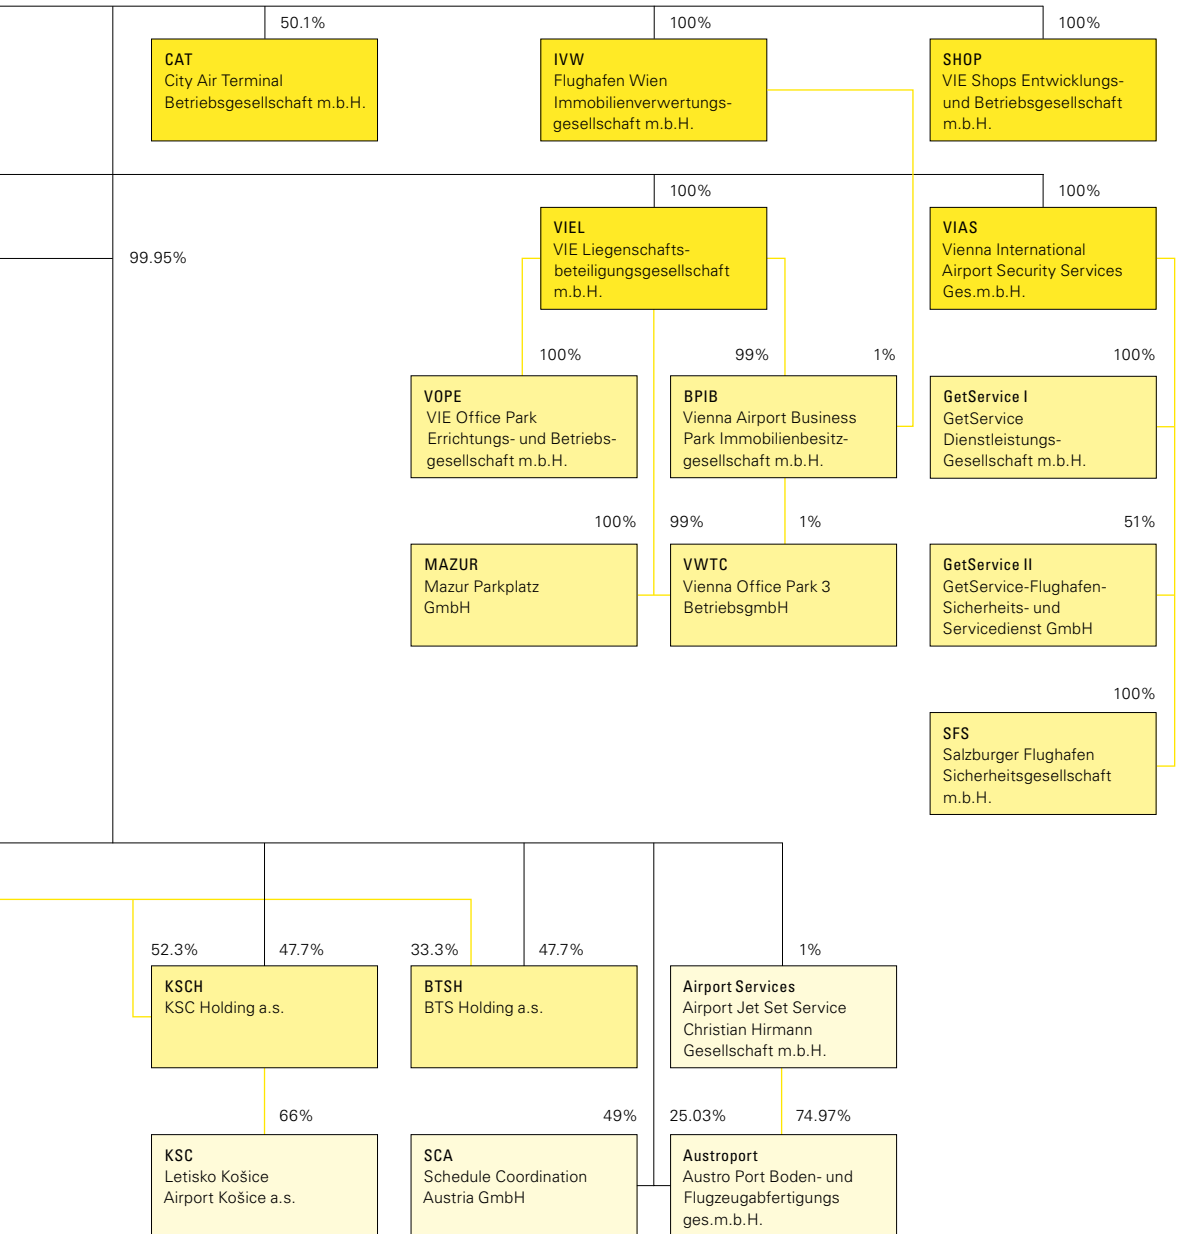 50.1%
100%
100%
CAT
City Air Terminal
Betriebsgesellschaft m.b.H.
IVW
Flughafen Wien
Immobilienverwertungs-
gesellschaft m.b.H.
SHOP
VIE Shops Entwicklungs-
und Betriebsgesellschaft
m.b.H.
100%
100%
99.95%
VIEL
VIE Liegenschafts-
beteiligungsgesellschaft
m.b.H.
VIAS
Vienna International
Airport Security Services
Ges.m.b.H.
100%
99%
1%
100%
VOPE
VIE Office Park
Errichtungs- und Betriebs-
gesellschaft m.b.H.
BPIB
Vienna Airport Business
Park Immobilienbesitz-
gesellschaft m.b.H.
GetService I
GetService
Dienstleistungs-
Gesellschaft m.b.H.
100%
99%
1%
51%
MAZUR
Mazur Parkplatz
GmbH
VWTC
Vienna Office Park 3
BetriebsgmbH
GetService II
GetService-Flughafen-
Sicherheits- und
Servicedienst GmbH
100%
SFS
Salzburger Flughafen
Sicherheitsgesellschaft
m.b.H.
52.3%
47.7%
33.3%
47.7%
1%
KSCH
KSC Holding a.s.
BTSH
BTS Holding a.s.
Airport Services
Airport Jet Set Service
Christian Hirmann
Gesellschaft m.b.H.
66%
49%
25.03%
74.97%
KSC
Letisko Košice
Airport Košice a.s.
SCA
Schedule Coordination
Austria GmbH
Austroport
Austro Port Boden- und
Flugzeugabfertigungs
ges.m.b.H.